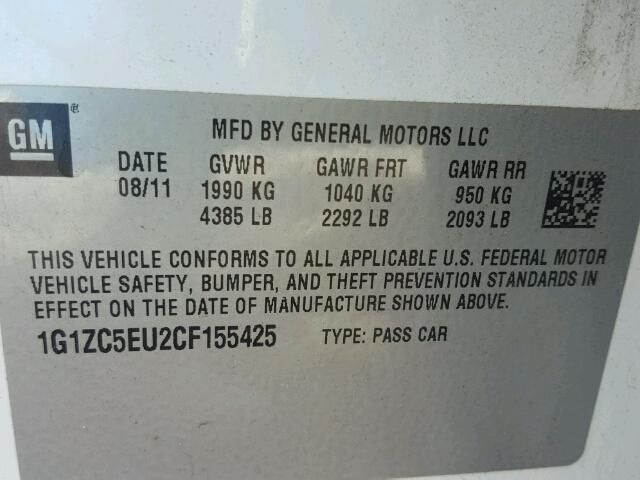 GM®
MFD BY GENERAL MOTORS LLC
DATE GVWR GAWR FRT GAWR RR
08/11 1990 KG 1040 KG 950 KG
4385 LB 2292 LB 2093 LB
THIS VEHICLE CONFORMS TO ALL APPLICABLE U.S. FEDERAL MOTOR
VEHICLE SAFETY, BUMPER, AND THEFT PREVENTION STANDARDS IN
EFFECT ON THE DATE OF MANUFACTURE SHOWN ABOVE.
1G1ZC5EU2CF155425 TYPE: PASS CAR